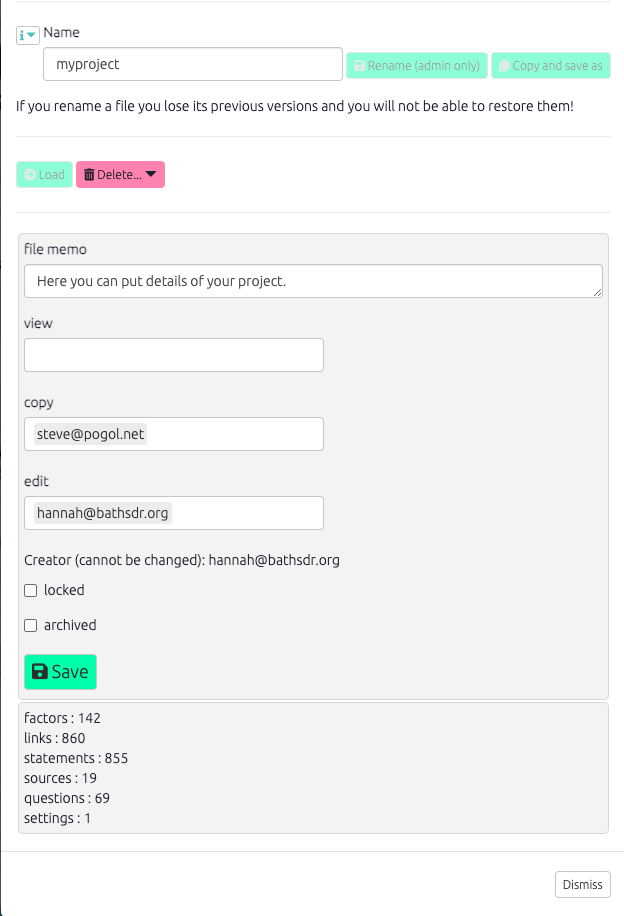 Name
myproject
Rename (admin only)
Copy and save as
If you rename a file you lose its previous versions and you will not be able to restore them!
Load
Delete...
file memo
Here you can put details of your project.
view
copy
steve@pogol.net
edit
hannah@bathsdr.org
Creator (cannot be changed): hannah@bathsdr.org
locked
archived
Save
factors : 142
links : 860
statements : 855
sources : 19
questions : 69
settings : 1
Dismiss